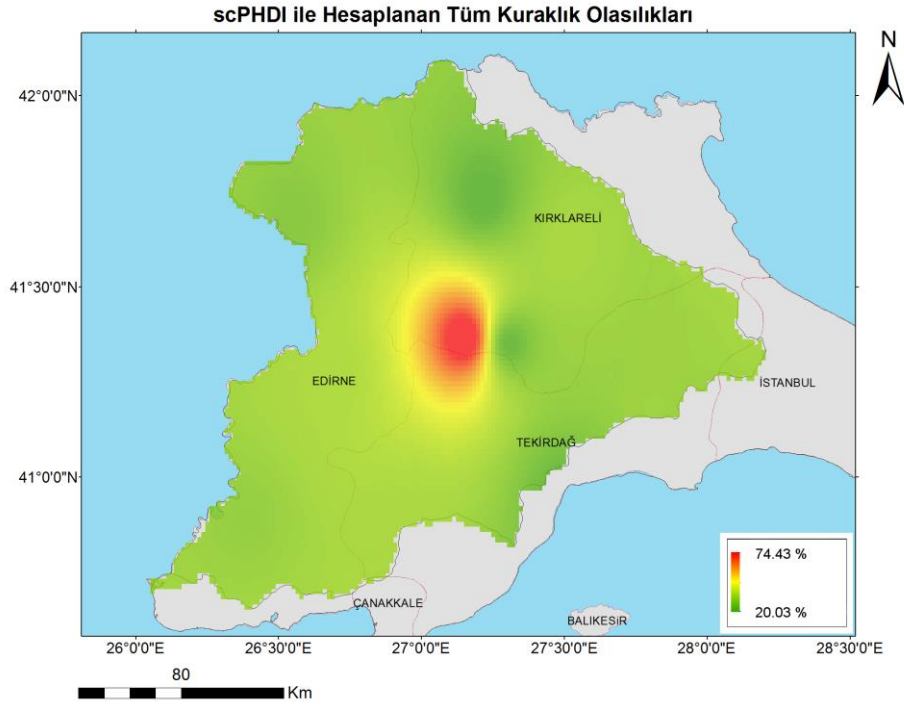 scPHDI ile Hesaplanan Tüm Kuraklık Olasılıkları
N
42°0'0"N
41°30'0"N
41°0'0"N
KIRKLARELİ
EDİRNE
İSTANBUL
TEKİRDAĞ
ÇANAKKALE
BALIKESİR
74.43 %
20.03 %
26°0'0"E
26°30'0"E
27°0'0"E
27°30'0"E
28°0'0"E
28°30'0"E
80
Km